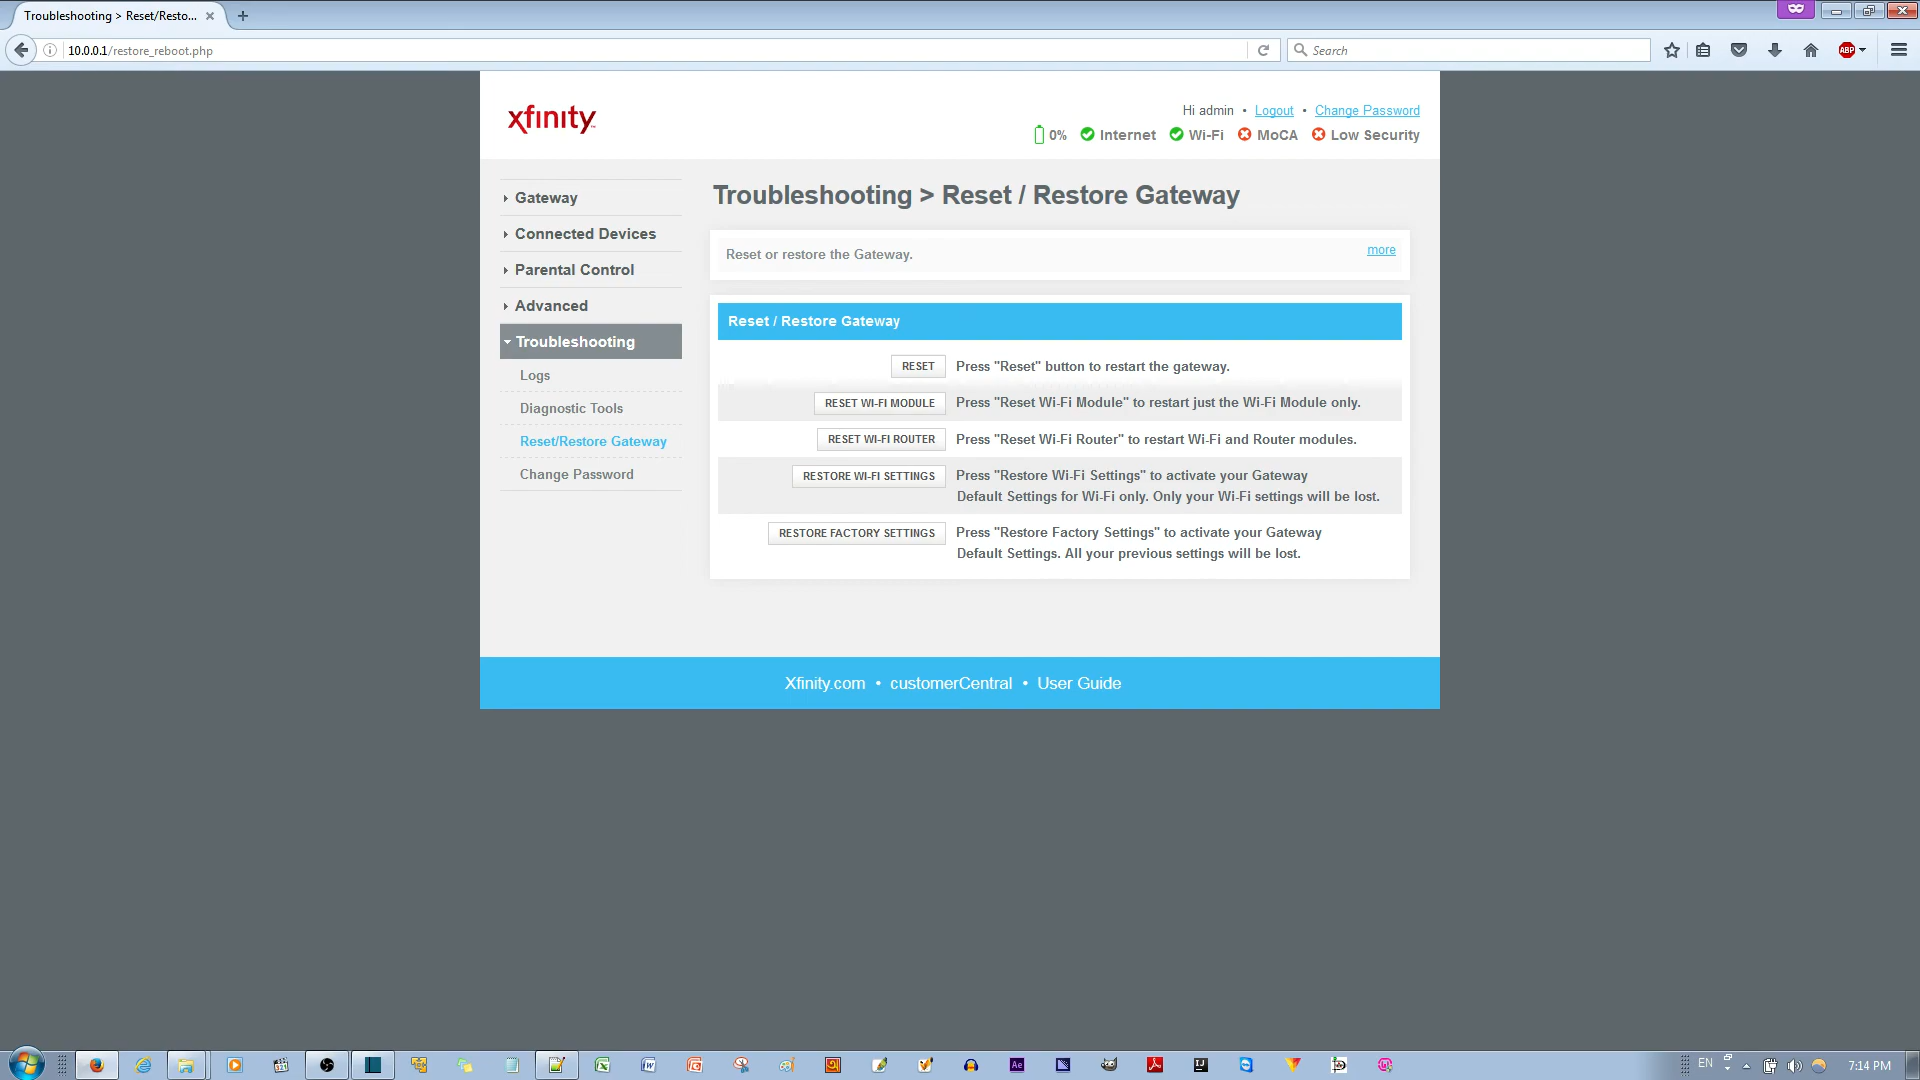 Troubleshooting > Reset/Resto...
10.0.0.1/restore_reboot.php
Search
ABP
xfinity
Hi admin • Logout • Change Password
0% Internet Wi-Fi MoCA Low Security
Gateway
Connected Devices
Parental Control
Advanced
Troubleshooting
Logs
Diagnostic Tools
Reset/Restore Gateway
Change Password
Troubleshooting > Reset / Restore Gateway
Reset or restore the Gateway.
more
Reset / Restore Gateway
RESET Press "Reset" button to restart the gateway.
RESET WI-FI MODULE Press "Reset Wi-Fi Module" to restart just the Wi-Fi Module only.
RESET WI-FI ROUTER Press "Reset Wi-Fi Router" to restart Wi-Fi and Router modules.
RESTORE WI-FI SETTINGS Press "Restore Wi-Fi Settings" to activate your Gateway
Default Settings for Wi-Fi only. Only your Wi-Fi settings will be lost.
RESTORE FACTORY SETTINGS Press "Restore Factory Settings" to activate your Gateway
Default Settings. All your previous settings will be lost.
Xfinity.com • customerCentral • User Guide
Ae
EN
7:14 PM